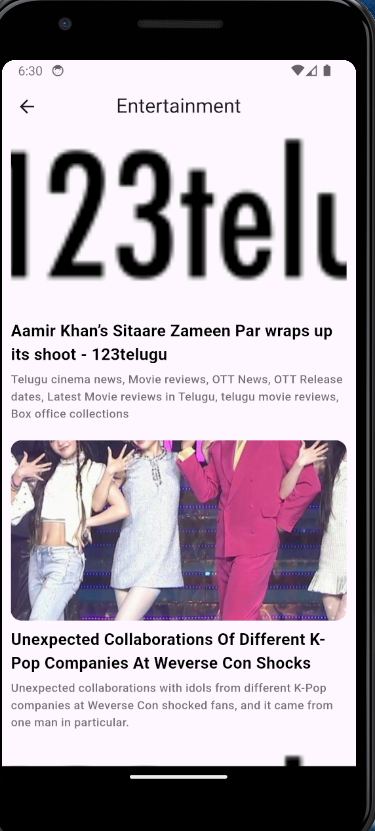 6:30
Entertainment
123telu
Aamir Khan's Sitaare Zameen Par wraps up
its shoot - 123telugu
Telugu cinema news, Movie reviews, OTT News, OTT Release
dates, Latest Movie reviews in Telugu, telugu movie reviews,
Box office collections
Unexpected Collaborations Of Different K-
Pop Companies At Weverse Con Shocks
Unexpected collaborations with idols from different K-Pop
companies at Weverse Con shocked fans, and it came from
one man in particular.